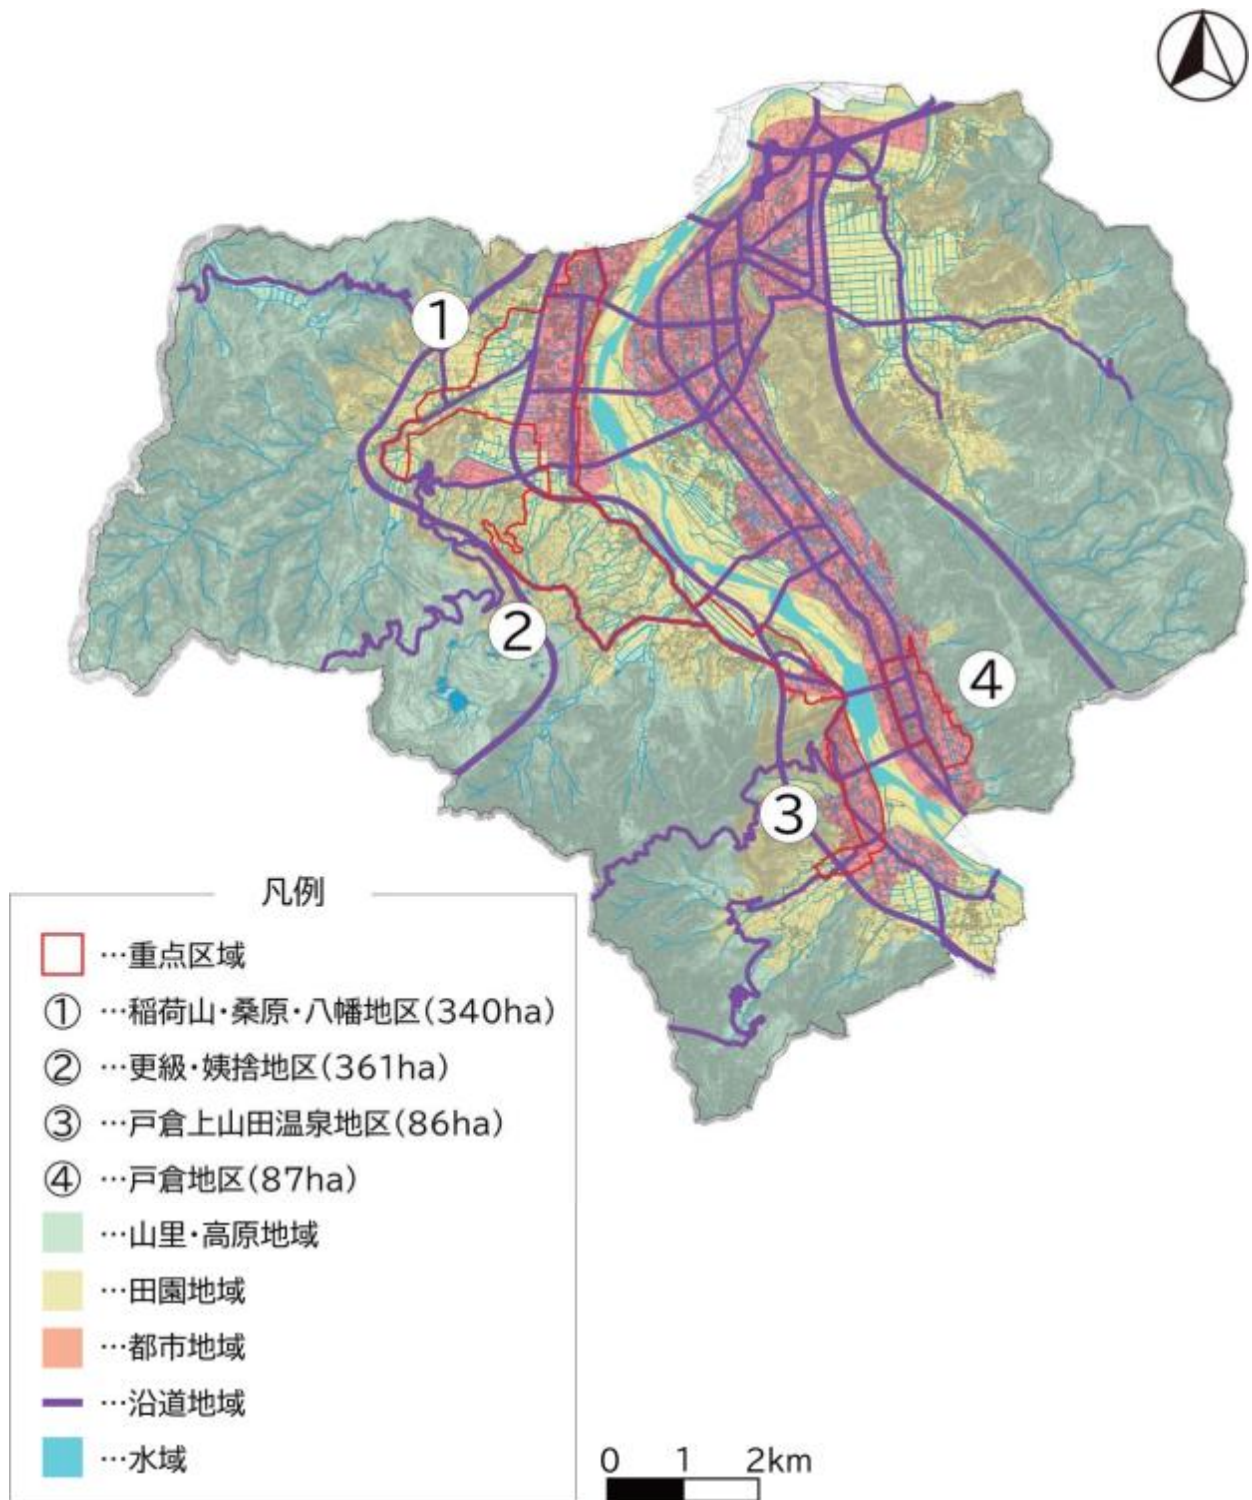 ①
②
④
③
凡例
…重点区域
①…稲荷山・桑原・八幡地区(340ha)
②…更級・姨捨地区(361ha)
③…戸倉上山田温泉地区(86ha)
④…戸倉地区(87ha)
…山里・高原地域
…田園地域
…都市地域
…沿道地域
…水域
0 1 2km